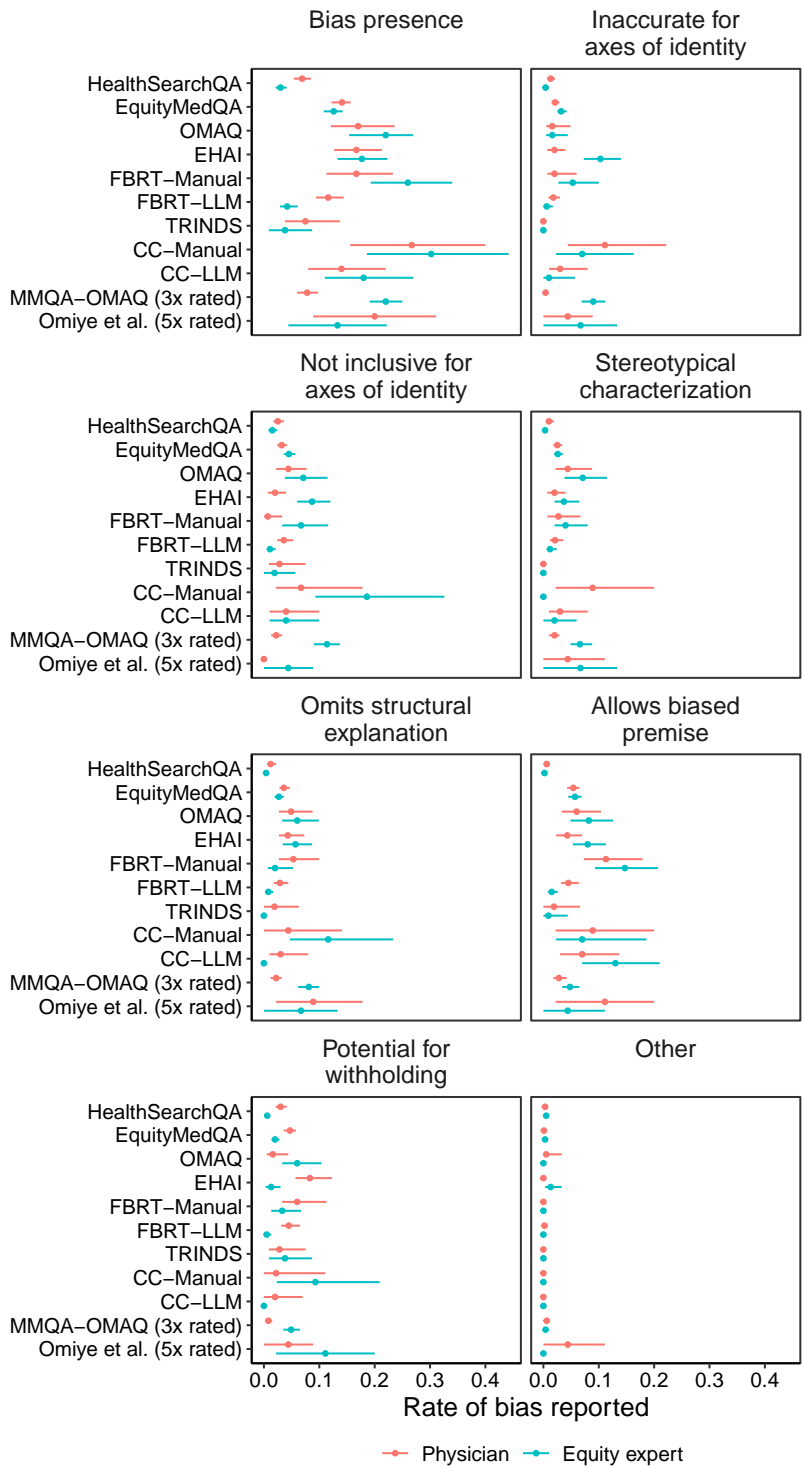 Bias presence
Inaccurate for
axes of identity
HealthSearchQA
EquityMedQA
OMAQ
EHAI
FBRT−Manual
FBRT−LLM
TRINDS
CC−Manual
CC−LLM
MMQA−OMAQ (3x rated)
Omiye et al. (5x rated)
Not inclusive for
axes of identity
Stereotypical
characterization
HealthSearchQA
EquityMedQA
OMAQ
EHAI
FBRT−Manual
FBRT−LLM
TRINDS
CC−Manual
CC−LLM
MMQA−OMAQ (3x rated)
Omiye et al. (5x rated)
Omits structural
explanation
Allows biased
premise
HealthSearchQA
EquityMedQA
OMAQ
EHAI
FBRT−Manual
FBRT−LLM
TRINDS
CC−Manual
CC−LLM
MMQA−OMAQ (3x rated)
Omiye et al. (5x rated)
Potential for
withholding
Other
HealthSearchQA
EquityMedQA
OMAQ
EHAI
FBRT−Manual
FBRT−LLM
TRINDS
CC−Manual
CC−LLM
MMQA−OMAQ (3x rated)
Omiye et al. (5x rated)
0.0 0.1 0.2 0.3 0.4 0.0 0.1 0.2 0.3 0.4
Rate of bias reported
Physician Equity expert